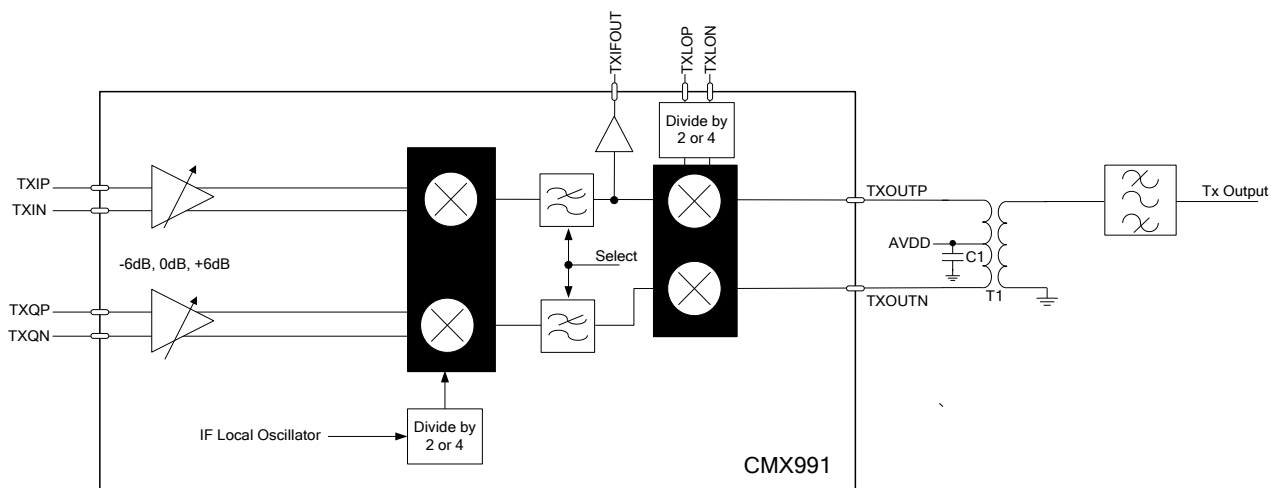 TXIFOUT
TXLOP
TXLON
Divide by
2 or 4
TXIP
TXIN
TXOUTP
Tx Output
AVDD
C1
Select
-6dB, 0dB, +6dB
TXQP
TXQN
TXOUTN
T1
IF Local Oscillator
Divide by
2 or 4
CMX991